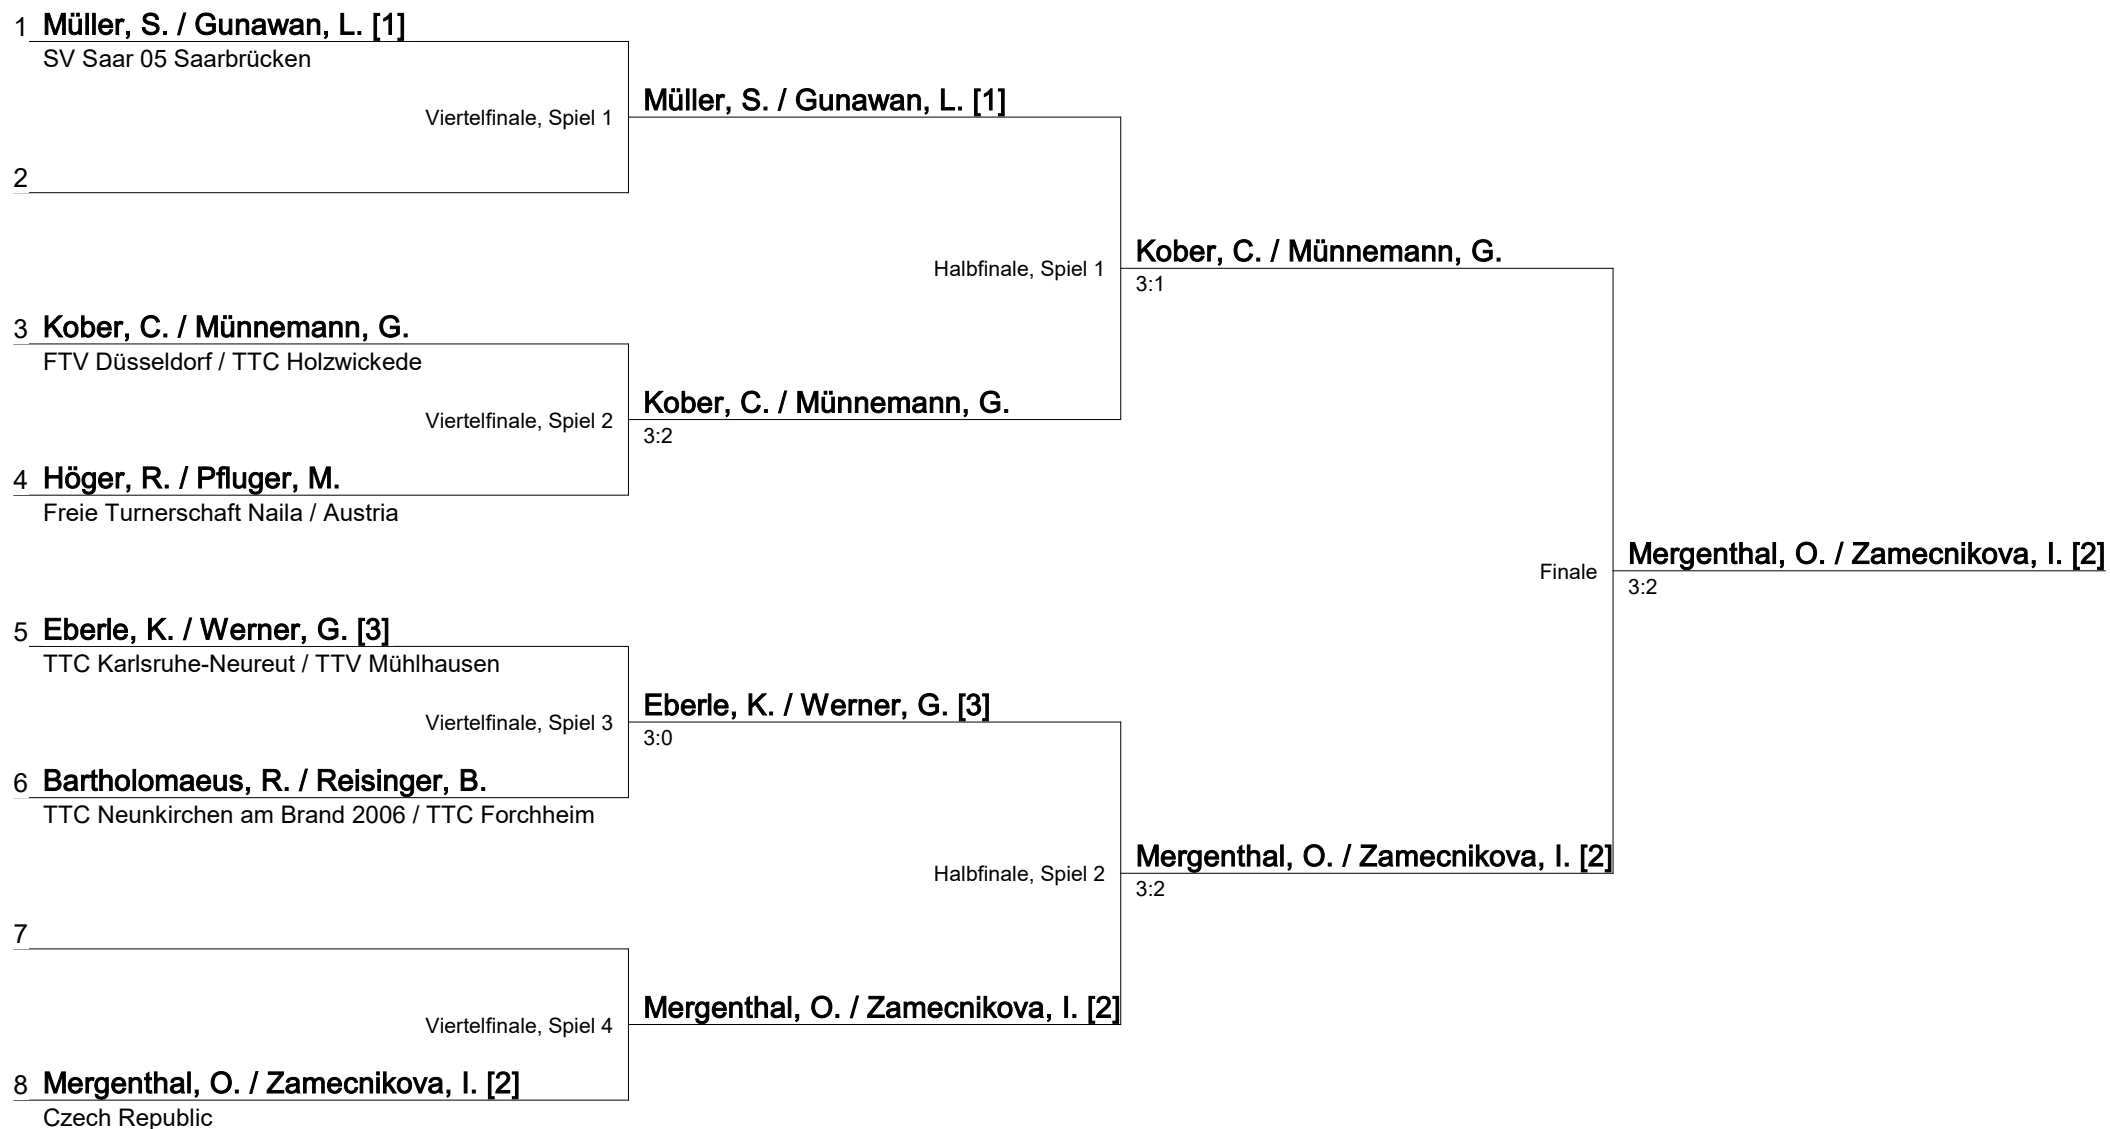 1 Müller, S. / Gunawan, L. [1]
SV Saar 05 Saarbrücken
Viertelfinale, Spiel 1
Müller, S. / Gunawan, L. [1]
2
Halbfinale, Spiel 1
Kober, C. / Münnemann, G.
3:1
3 Kober, C. / Münnemann, G.
FTV Düsseldorf / TTC Holzwickede
Viertelfinale, Spiel 2
Kober, C. / Münnemann, G.
3:2
4 Höger, R. / Pfluger, M.
Freie Turnerschaft Naila / Austria
Finale
Mergenthal, O. / Zamecnikova, I. [2]
3:2
5 Eberle, K. / Werner, G. [3]
TTC Karlsruhe-Neureut / TTV Mühlhausen
Viertelfinale, Spiel 3
Eberle, K. / Werner, G. [3]
3:0
6 Bartholomaeus, R. / Reisinger, B.
TTC Neunkirchen am Brand 2006 / TTC Forchheim
Halbfinale, Spiel 2
Mergenthal, O. / Zamecnikova, I. [2]
3:2
7
Viertelfinale, Spiel 4
Mergenthal, O. / Zamecnikova, I. [2]
8 Mergenthal, O. / Zamecnikova, I. [2]
Czech Republic